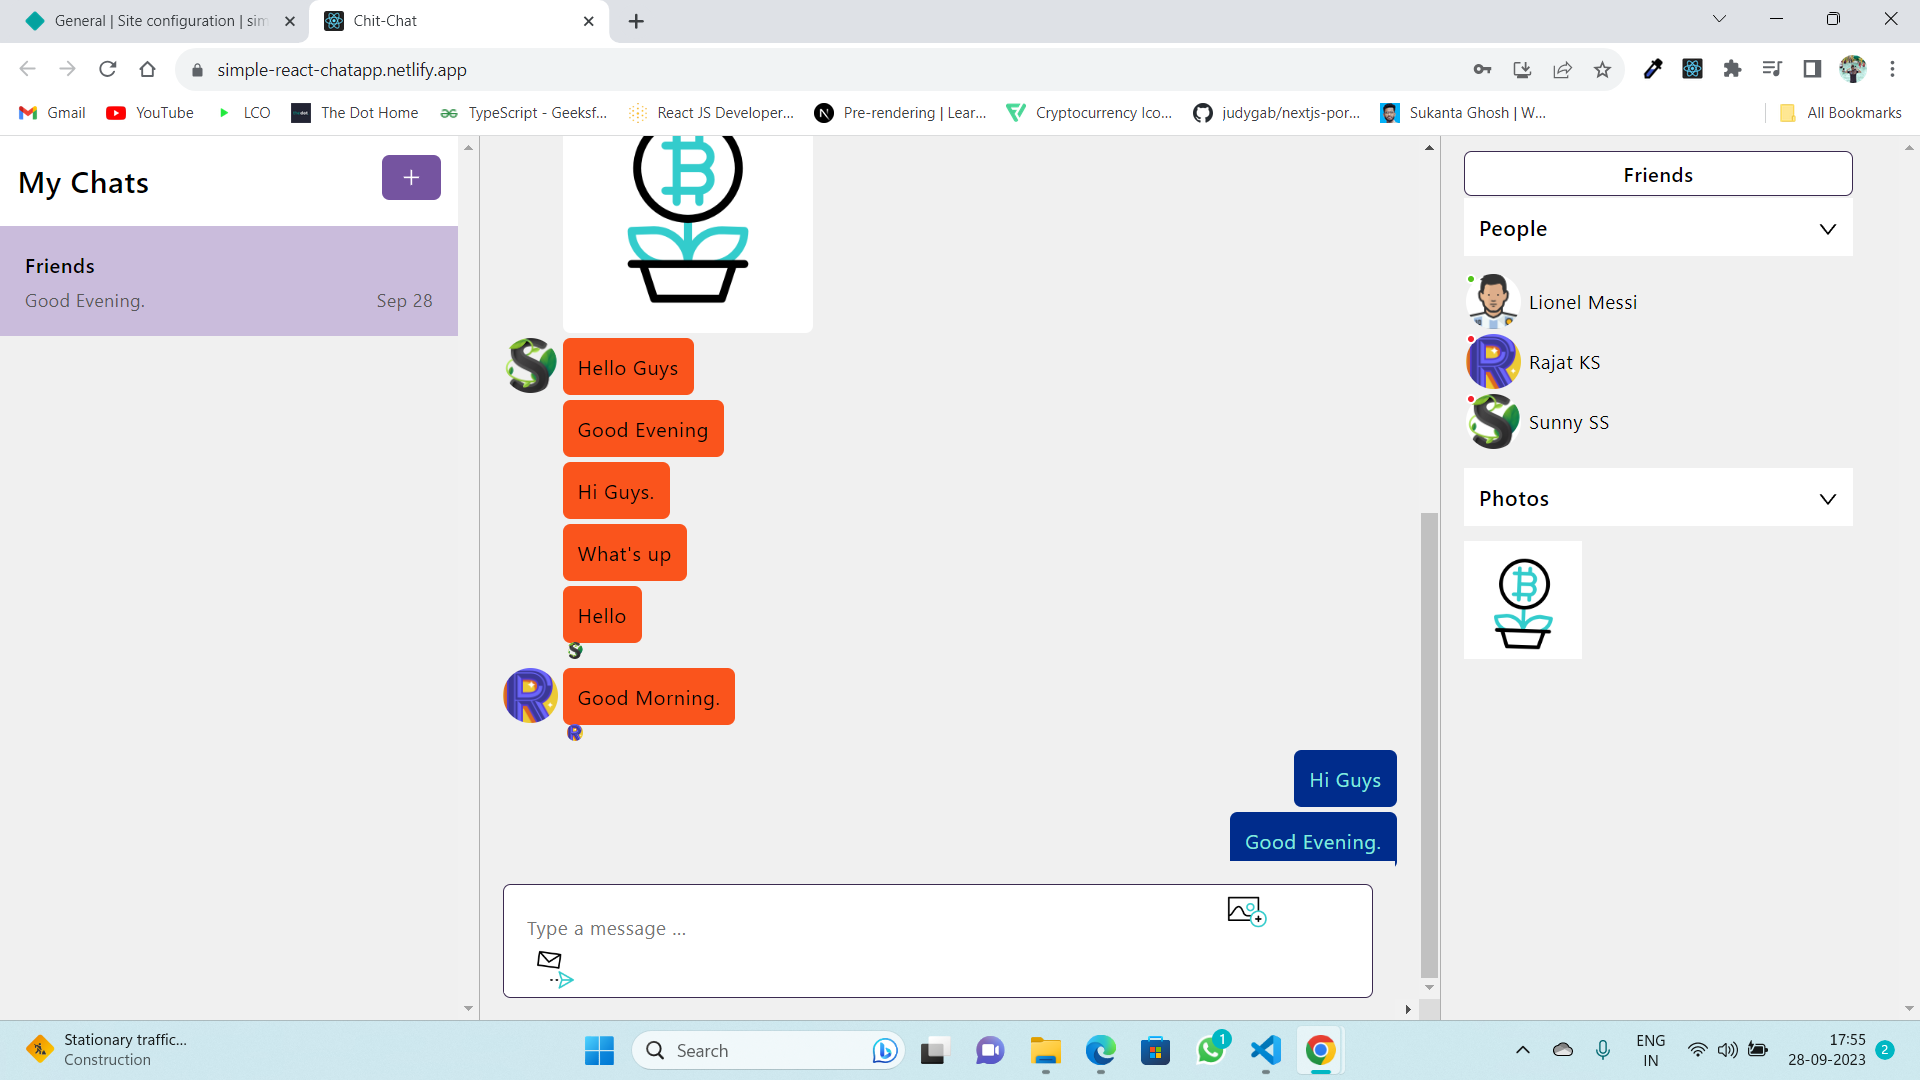 General | Site configuration | sim
Chit-Chat
simple-react-chatapp.netlify.app
Gmail
YouTube
LCO
The Dot Home
TypeScript - Geeksf...
React JS Developer...
Pre-rendering | Lear...
Cryptocurrency Ico...
judygab/nextjs-por...
Sukanta Ghosh | W...
All Bookmarks
My Chats
+
Friends
Good Evening.
Sep 28
Hello Guys
Good Evening
Hi Guys.
What's up
Hello
Good Morning.
Hi Guys
Good Evening.
Type a message ...
Friends
People
Lionel Messi
Rajat KS
Sunny SS
Photos
Stationary traffic...
Construction
Search
1
ENG
IN
17:55
28-09-2023
2